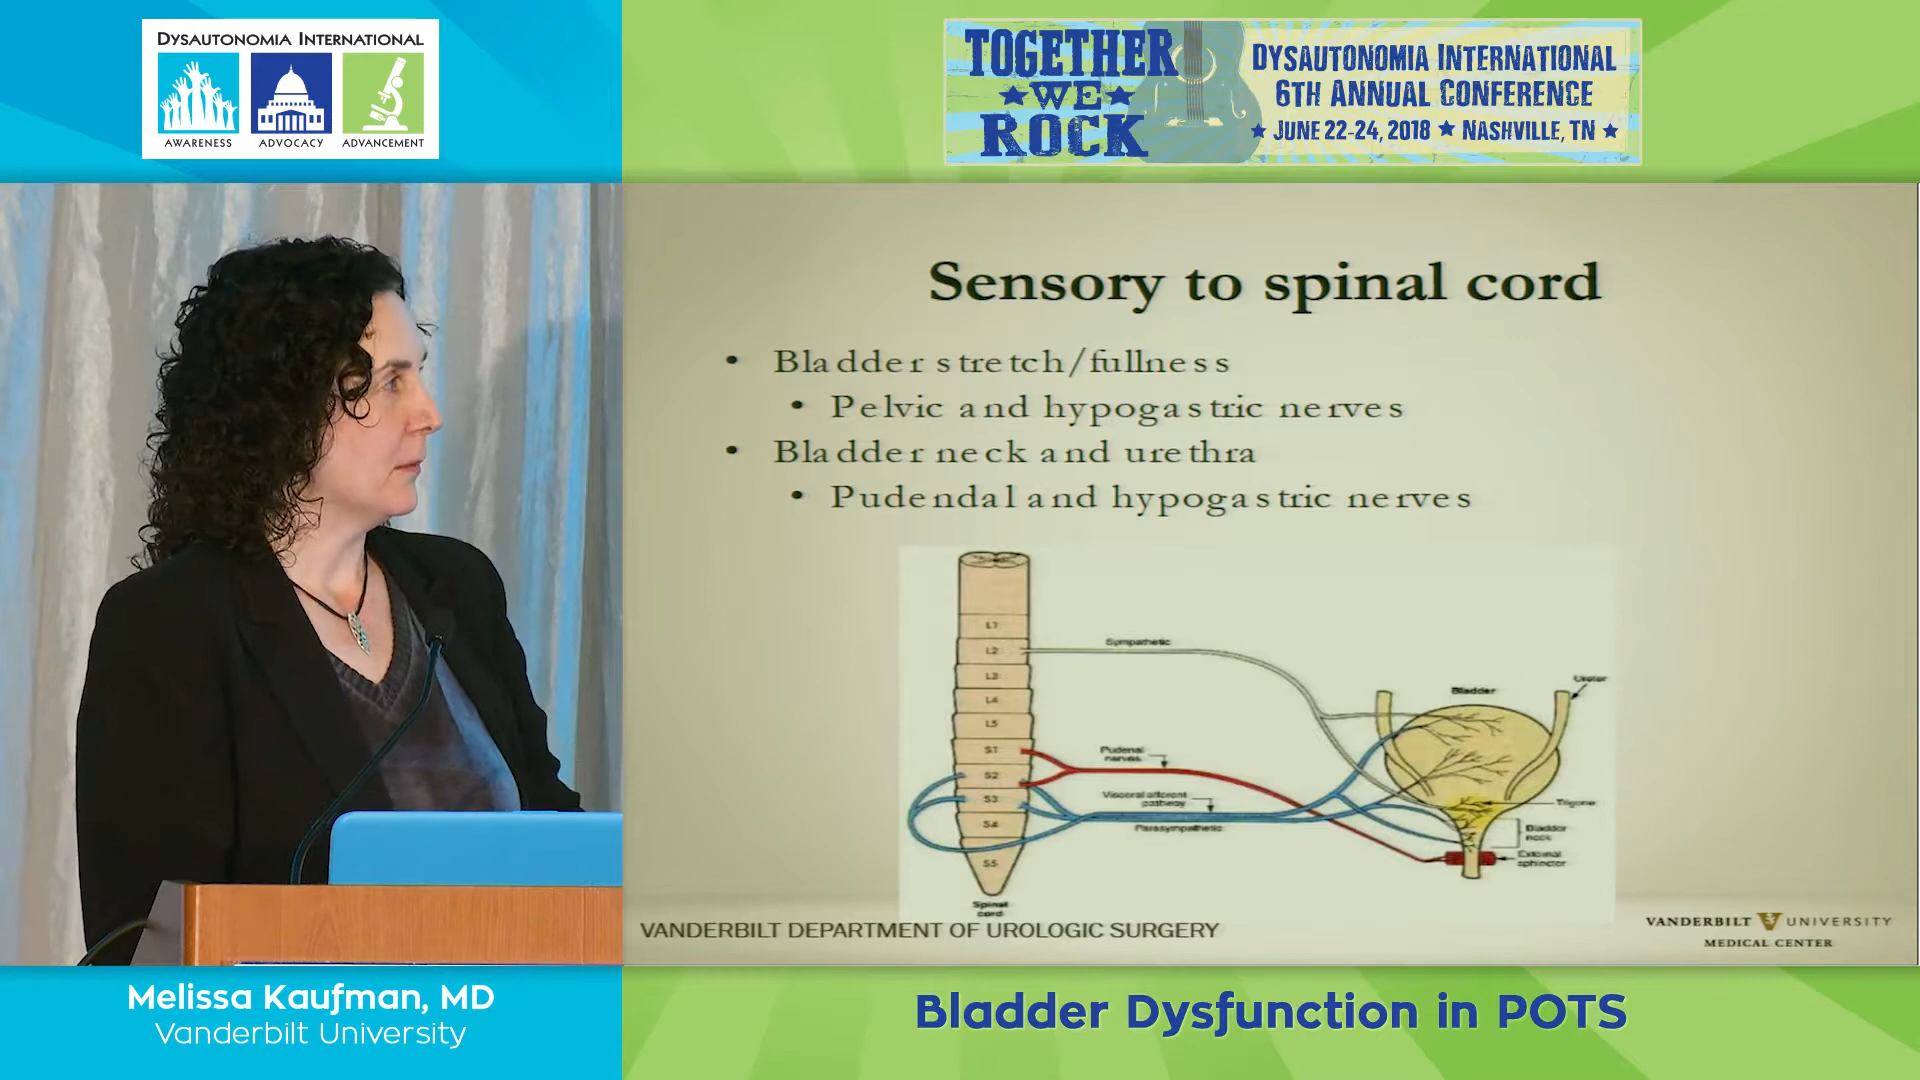 DYSAUTONOMIA INTERNATIONAL
AWARENESS ADVOCACY ADVANCEMENT
TOGETHER
WE
ROCK
DYSAUTONOMIA INTERNATIONAL
6TH ANNUAL CONFERENCE
JUNE 22-24, 2018 NASHVILLE, TN
Sensory to spinal cord
• Bladder stretch/fullness
• Pelvic and hypogastric nerves
• Bladder neck and urethra
• Pudendal and hypogastric nerves
L1
L2
L3
L4
L5
S1
S2
S3
S4
S5
Spinal
cord
Sympathetic
Pudenal
nerves
Visceral afferent
pathway
Parasympathetic
Bladder
Ureter
Trigone
Bladder
neck
External
sphincter
VANDERBILT DEPARTMENT OF UROLOGIC SURGERY
VANDERBILT UNIVERSITY
MEDICAL CENTER
Melissa Kaufman, MD
Vanderbilt University
Bladder Dysfunction in POTS